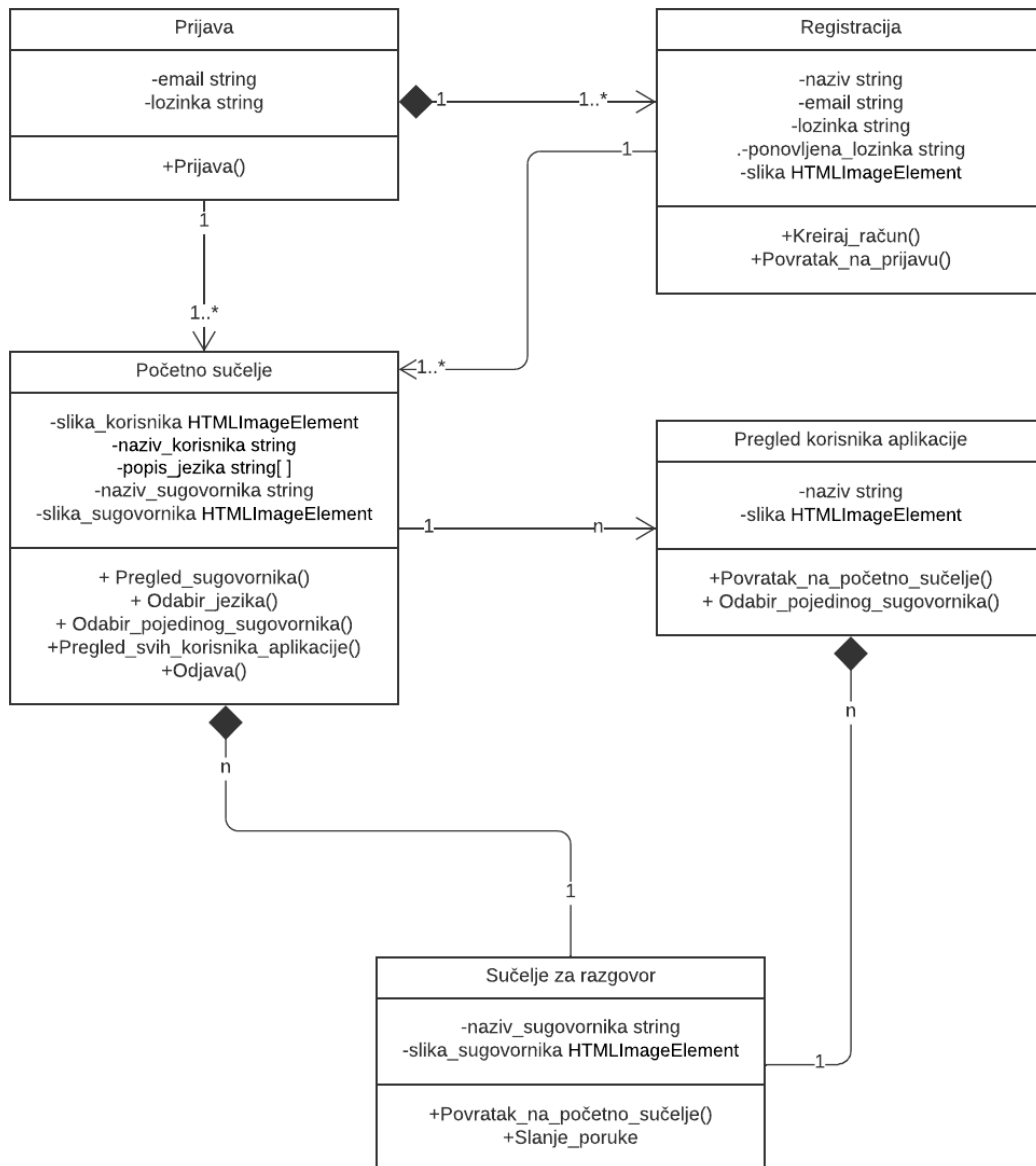 Prijava
-email string
-lozinka string
+Prijava()
1
1..*
Registracija
-naziv string
-email string
-lozinka string
.-ponovljena_lozinka string
-slika HTMLImageElement
+Kreiraj_račun()
+Povratak_na_prijavu()
1
1..*
1
1..*
Početno sučelje
-slika_korisnika HTMLImageElement
-naziv_korisnika string
-popis_jezika string[ ]
-naziv_sugovornika string
-slika_sugovornika HTMLImageElement
+ Pregled_sugovornika()
+ Odabir_jezika()
+ Odabir_pojedinog_sugovornika()
+Pregled_svih_korisnika_aplikacije()
+Odjava()
1
n
Pregled korisnika aplikacije
-naziv string
-slika HTMLImageElement
+Povratak_na_početno_sučelje()
+ Odabir_pojedinog_sugovornika()
n
n
1
1
Sučelje za razgovor
-naziv_sugovornika string
-slika_sugovornika HTMLImageElement
+Povratak_na_početno_sučelje()
+Slanje_poruke